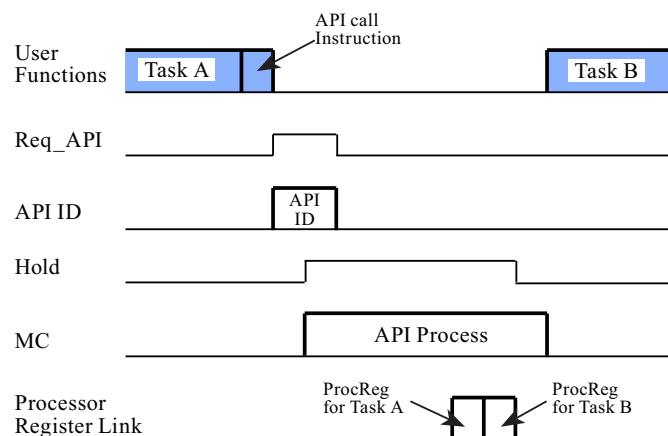 API call
Instruction
User
Functions
Task A
Task B
Req_API
API ID
API
ID
Hold
MC
API Process
Processor
Register Link
ProcReg
for Task A
ProcReg
for Task B